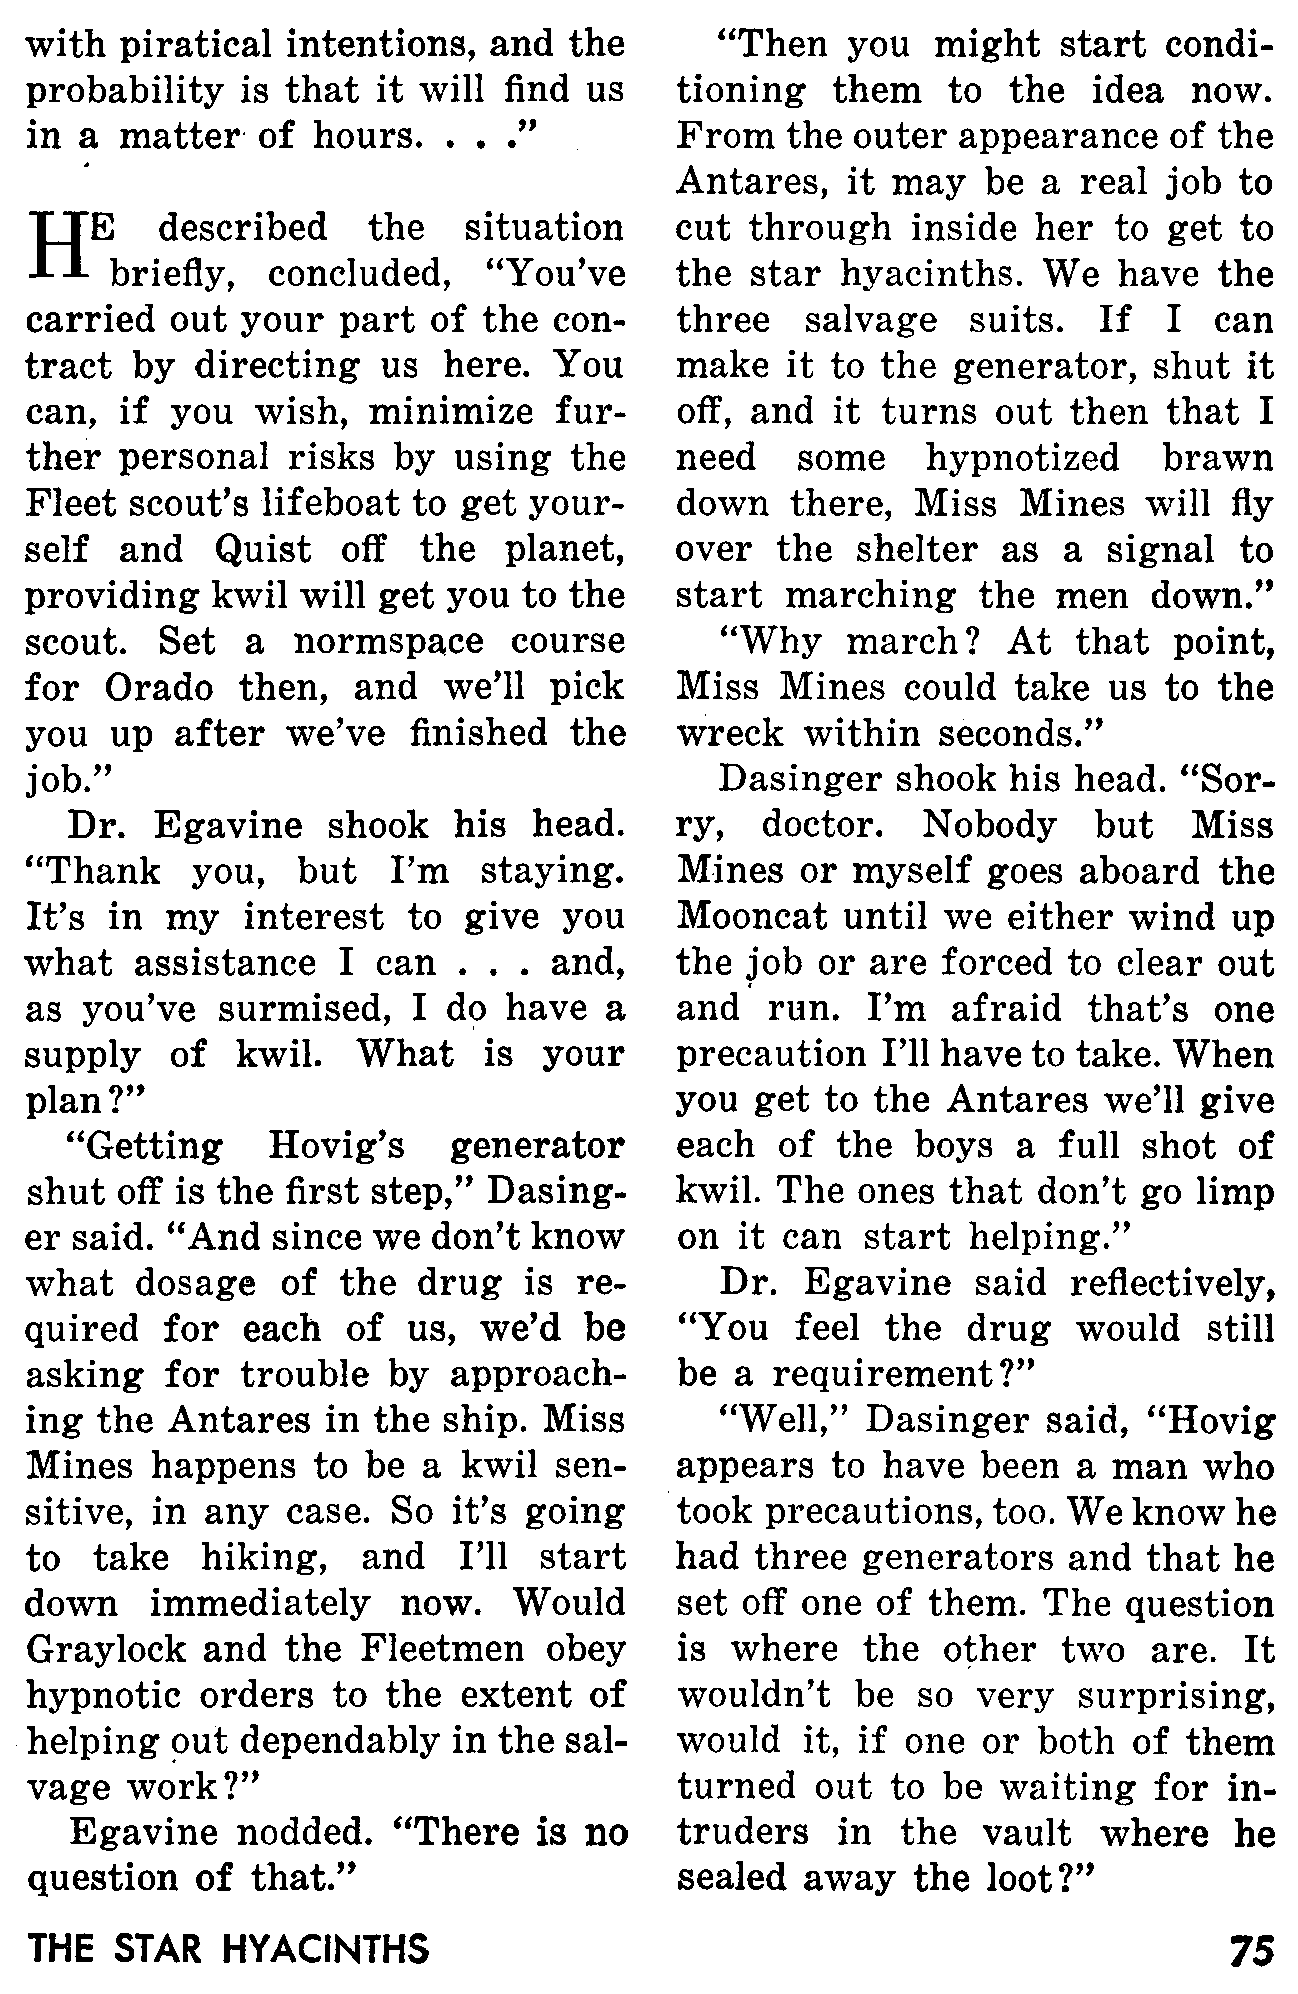 with piratical intentions, and the
probability is that it will find us
in a matter of hours. . . .”
HE described the situation
briefly, concluded, “You’ve
carried out your part of the con-
tract by directing us here. You
can, if you wish, minimize fur-
ther personal risks by using the
Fleet scout’s lifeboat to get your-
self and Quist off the planet,
providing kwil will get you to the
scout. Set a normspace course
for Orado then, and we’ll pick
you up after we’ve finished the
job.”
Dr. Egavine shook his head.
“Thank you, but I’m staying.
It’s in my interest to give you
what assistance I can . . . and,
as you’ve surmised, I do have a
supply of kwil. What is your
plan?”
“Getting Hovig’s generator
shut off is the first step,” Dasing-
er said. “And since we don’t know
what dosage of the drug is re-
quired for each of us, we’d be
asking for trouble by approach-
ing the Antares in the ship. Miss
Mines happens to be a kwil sen-
sitive, in any case. So it’s going
to take hiking, and I’ll start
down immediately now. Would
Graylock and the Fleetmen obey
hypnotic orders to the extent of
helping out dependably in the sal-
vage work?”
Egavine nodded. “There is no
question of that.”
“Then you might start condi-
tioning them to the idea now.
From the outer appearance of the
Antares, it may be a real job to
cut through inside her to get to
the star hyacinths. We have the
three salvage suits. If I can
make it to the generator, shut it
off, and it turns out then that I
need some hypnotized brawn
down there, Miss Mines will fly
over the shelter as a signal to
start marching the men down.”
“Why march? At that point,
Miss Mines could take us to the
wreck within seconds.”
Dasinger shook his head. “Sor-
ry, doctor. Nobody but Miss
Mines or myself goes aboard the
Mooncat until we either wind up
the job or are forced to clear out
and run. I’m afraid that’s one
precaution I’ll have to take. When
you get to the Antares we’ll give
each of the boys a full shot of
kwil. The ones that don’t go limp
on it can start helping.”
Dr. Egavine said reflectively,
“You feel the drug would still
be a requirement?”
“Well,” Dasinger said, “Hovig
appears to have been a man who
took precautions, too. We know he
had three generators and that he
set off one of them. The question
is where the other two are. It
wouldn’t be so very surprising,
would it, if one or both of them
turned out to be waiting for in-
truders in the vault where he
sealed away the loot?”
THE STAR HYACINTHS
75